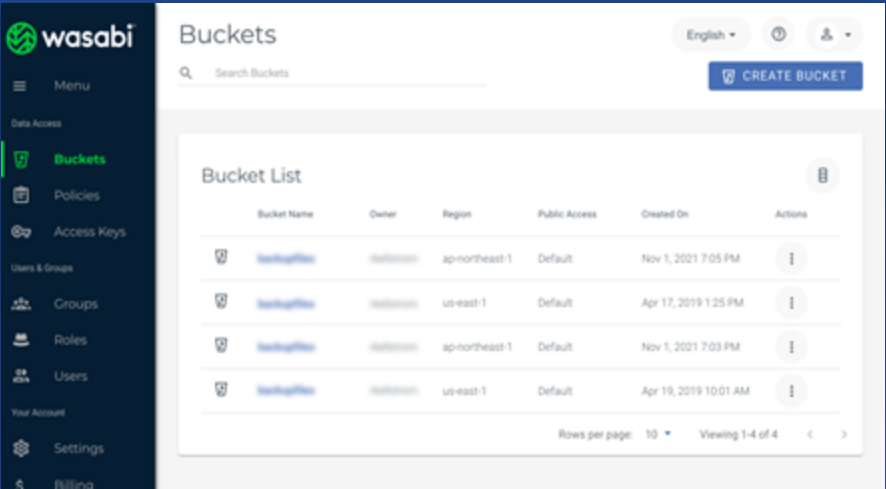 wasabi
Buckets
English
Search Buckets
CREATE BUCKET
Menu
Data Access
Buckets
Policies
Access Keys
Users & Groups
Groups
Roles
Users
Your Account
Settings
Billing
Bucket List
Bucket Name Owner Region Public Access Created On Actions
ap-northeast-1 Default Nov 1, 2021 7:05 PM
us-east-1 Default Apr 17, 2019 1:25 PM
ap-northeast-1 Default Nov 1, 2021 7:03 PM
us-east-1 Default Apr 19, 2019 10:01 AM
Rows per page: 10 Viewing 1-4 of 4